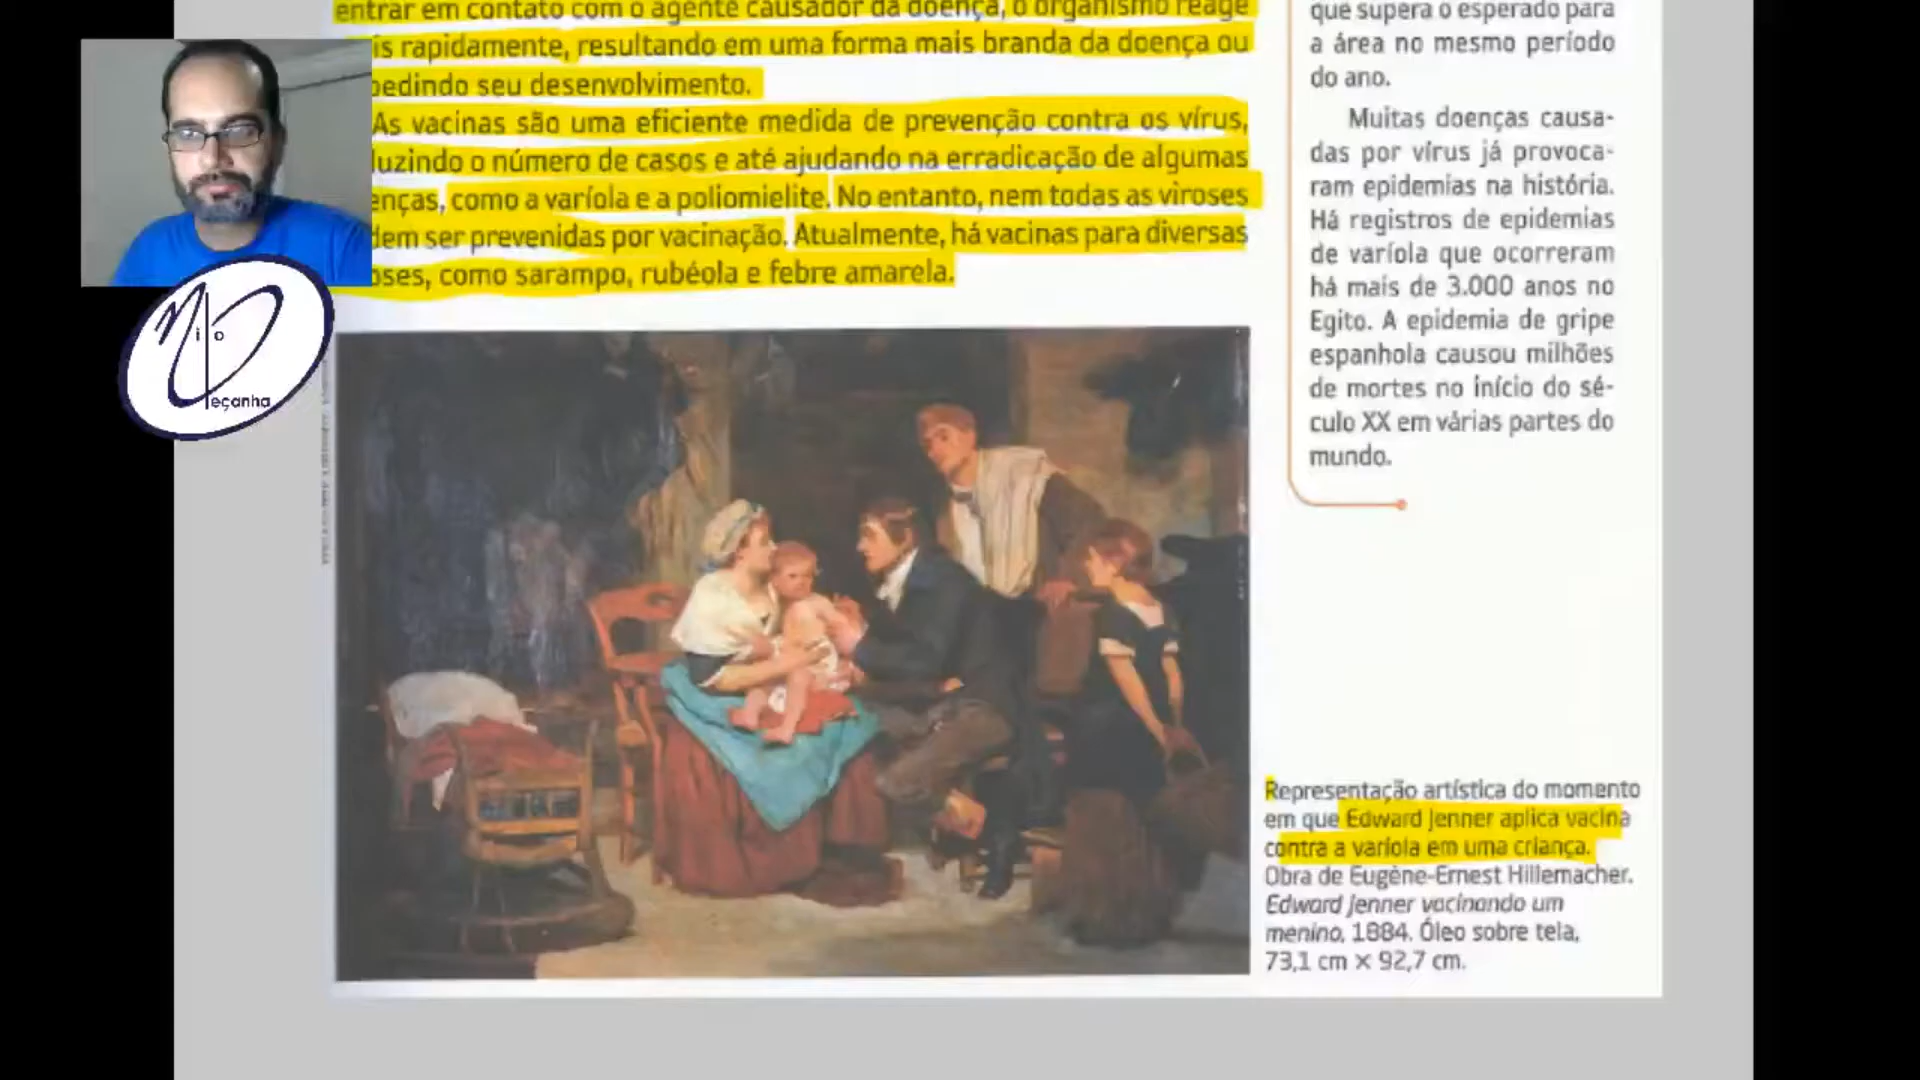 entrar em contato com o agente causador da doença, o organismo reage
is rapidamente, resultando em uma forma mais branda da doença ou
pedindo seu desenvolvimento.
As vacinas são uma eficiente medida de prevenção contra os vírus,
luzindo o número de casos e até ajudando na erradicação de algumas
enças, como a varíola e a poliomielite. No entanto, nem todas as viroses
dem ser prevenidas por vacinação. Atualmente, há vacinas para diversas
oses, como sarampo, rubéola e febre amarela.
Nilo
Peçanha
que supera o esperado para
a área no mesmo período
do ano.
Muitas doenças causa-
das por vírus já provoca-
ram epidemias na história.
Há registros de epidemias
de varíola que ocorreram
há mais de 3.000 anos no
Egito. A epidemia de gripe
espanhola causou milhões
de mortes no início do sé-
culo XX em várias partes do
mundo.
Representação artística do momento
em que Edward Jenner aplica vacina
contra a varíola em uma criança.
Obra de Eugène-Ernest Hillemacher.
Edward Jenner vacinando um
menino, 1884. Óleo sobre tela,
73,1 cm × 92,7 cm.